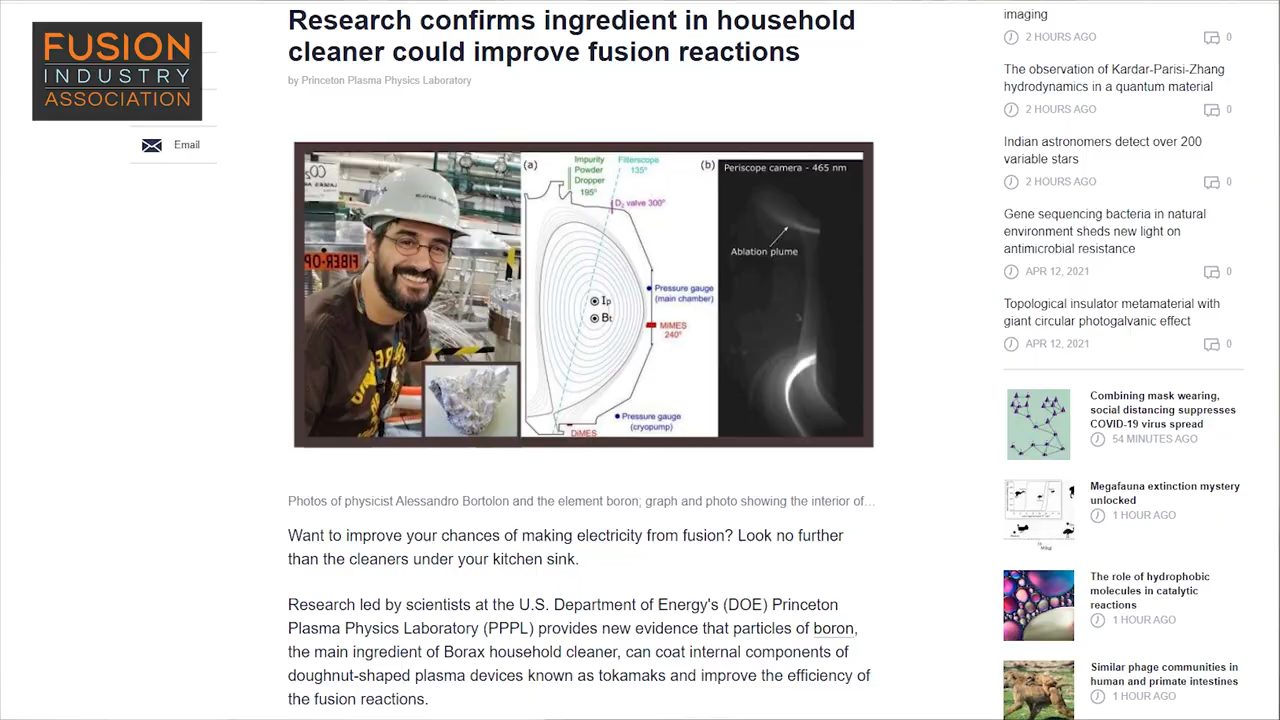 FUSION
INDUSTRY
ASSOCIATION
Email
Research confirms ingredient in household
cleaner could improve fusion reactions
by Princeton Plasma Physics Laboratory
FIBER-OP
(a)
Impurity
Powder
Dropper
195º
Filterscope
135º
D2 valve 300º
Ip
Bt
Pressure gauge
(main chamber)
MiMES
240º
Pressure gauge
(cryopump)
DiMES
(b)
Periscope camera - 465 nm
Ablation plume
Photos of physicist Alessandro Bortolon and the element boron; graph and photo showing the interior of...
Want to improve your chances of making electricity from fusion? Look no further
than the cleaners under your kitchen sink.
Research led by scientists at the U.S. Department of Energy's (DOE) Princeton
Plasma Physics Laboratory (PPPL) provides new evidence that particles of boron,
the main ingredient of Borax household cleaner, can coat internal components of
doughnut-shaped plasma devices known as tokamaks and improve the efficiency of
the fusion reactions.
imaging
2 HOURS AGO 0
The observation of Kardar-Parisi-Zhang
hydrodynamics in a quantum material
2 HOURS AGO 0
Indian astronomers detect over 200
variable stars
2 HOURS AGO 0
Gene sequencing bacteria in natural
environment sheds new light on
antimicrobial resistance
APR 12, 2021 0
Topological insulator metamaterial with
giant circular photogalvanic effect
APR 12, 2021 0
Combining mask wearing,
social distancing suppresses
COVID-19 virus spread
54 MINUTES AGO
Megafauna extinction mystery
unlocked
1 HOUR AGO
The role of hydrophobic
molecules in catalytic
reactions
1 HOUR AGO
Similar phage communities in
human and primate intestines
1 HOUR AGO